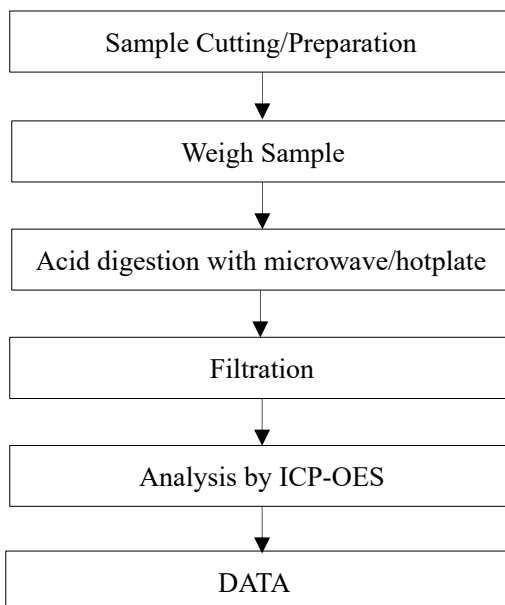 Sample Cutting/Preparation
Weigh Sample
Acid digestion with microwave/hotplate
Filtration
Analysis by ICP-OES
DATA